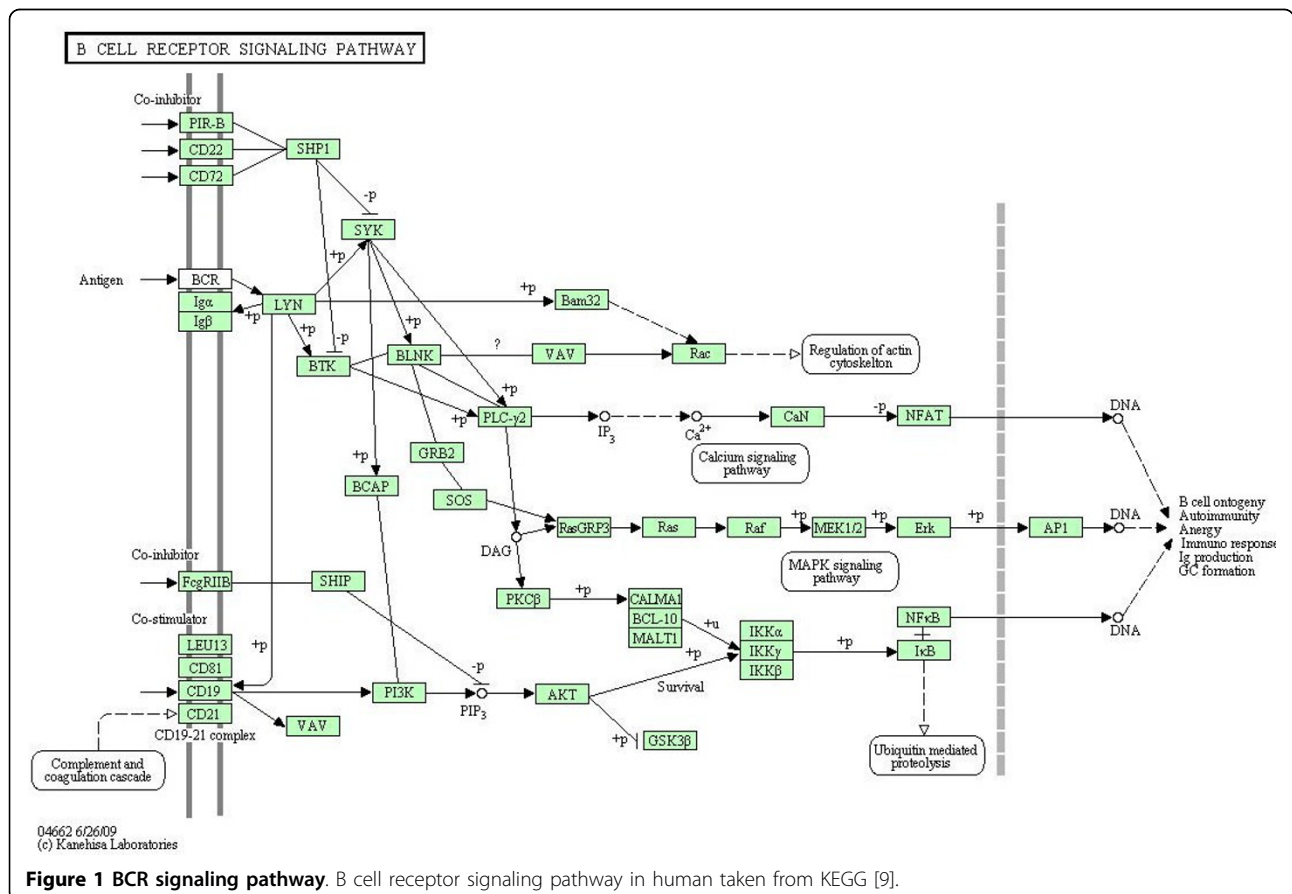 B CELL RECEPTOR SIGNALING PATHWAY
Co-inhibitor
PIR-B
CD22
SHP1
CD72
-p
SYK
+p
Antigen
BCR
Igα
Igβ
+p
LYN
+p
Bam32
+p
+p
-p
BTK
BLNK
?
VAV
Rac
Regulation of actin
cytoskelton
+p
+p
PLC-γ2
IP3
Ca2+
CaN
-p
NFAT
DNA
GRB2
Calcium signaling
pathway
+p
BCAP
SOS
DAG
RasGRP3
Ras
Raf
+p
MEK1/2
+p
Erk
+p
AP1
DNA
B cell ontogeny
Autoimmunity
Anergy
Immuno response
Ig production
GC formation
MAPK signaling
pathway
Co-inhibitor
FcgRIIB
SHIP
PKCβ
+p
CALMA1
BCL-10
MALT1
+u
IKKα
IKKγ
IKKβ
+p
NFκB
IκB
DNA
Co-stimulator
LEU13
+p
CD81
CD19
CD21
CD19-21 complex
VAV
PI3K
-p
PIP3
AKT
+p
Survival
+p
GSK3β
Ubiquitin mediated
proteolysis
Complement and
coagulation cascade
04662 6/26/09
(c) Kanehisa Laboratories
Figure 1 BCR signaling pathway. B cell receptor signaling pathway in human taken from KEGG [9].